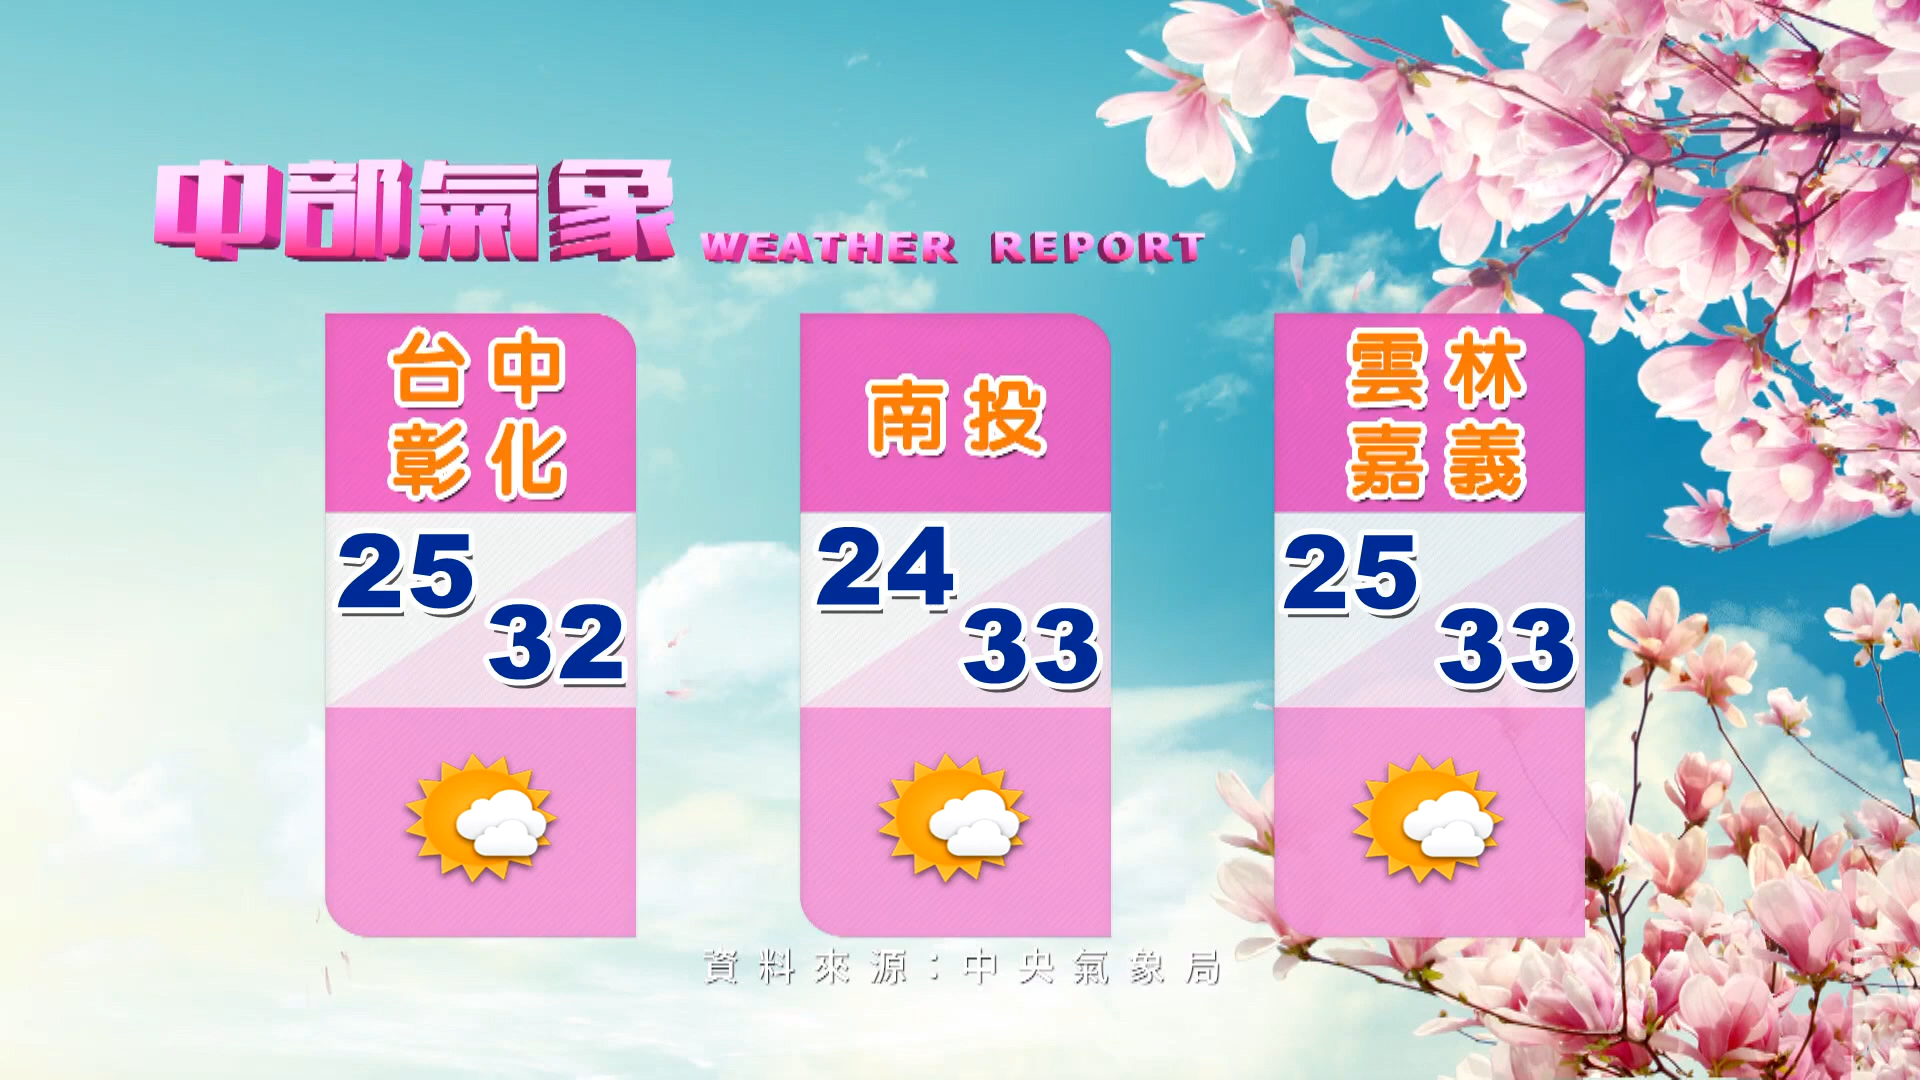 中部氣象 WEATHER REPORT
台中
彰化
25
32
南投
24
33
雲林
嘉義
25
33
資料來源：中央氣象局